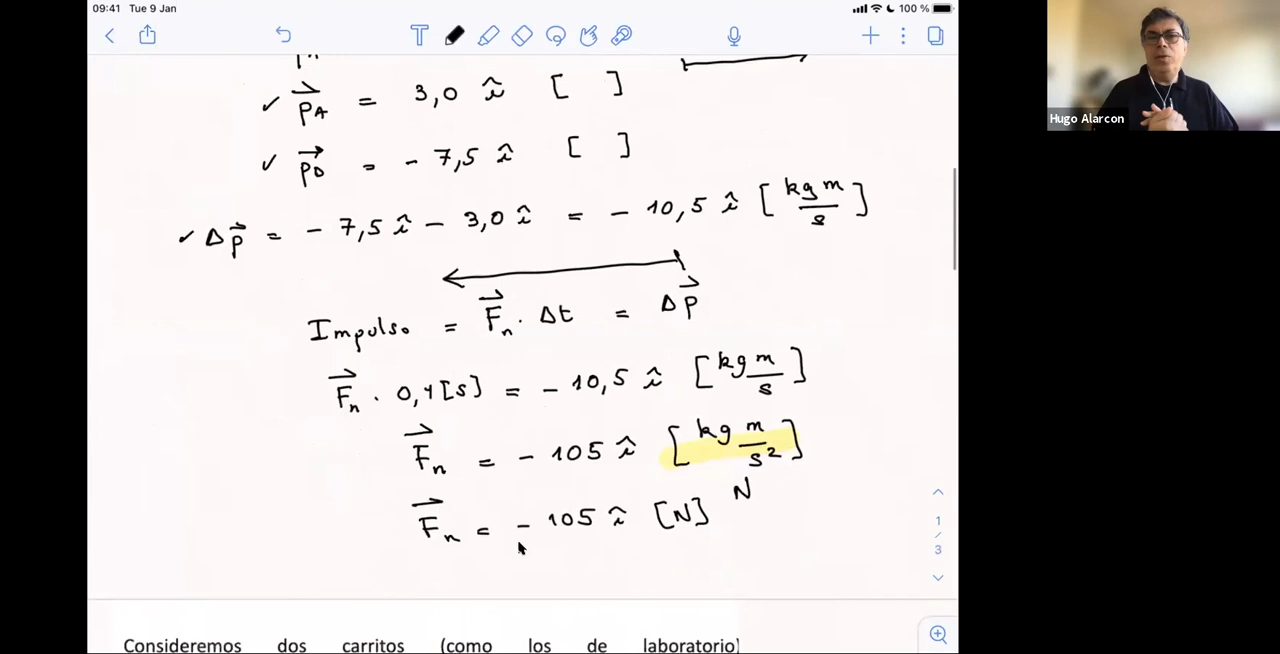 09:41 Tue 9 Jan
100 %
Hugo Alarcon
✓ p⃗A = 3,0 î [ ]
✓ p⃗D = - 7,5 î [ ]
✓ Δp⃗ = - 7,5 î - 3,0 î = - 10,5 î [kg m/s]
Impulso = F⃗n · Δt = Δp⃗
F⃗n · 0,1 [s] = - 10,5 î [kg m/s]
F⃗n = - 105 î [kg m/s²]
N
F⃗n = - 105 î [N]
1
/
3
Consideremos dos carritos (como los de laboratorio)